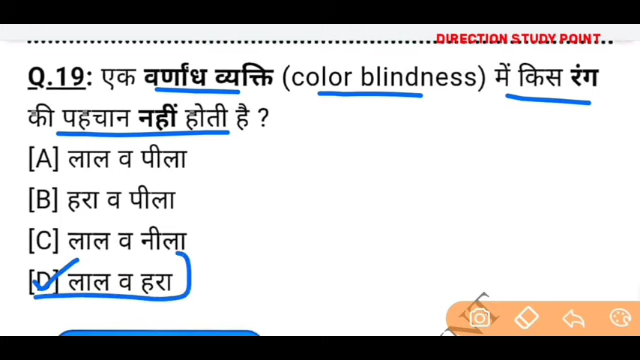 DIRECTION STUDY POINT
Q.19: एक वर्णांध व्यक्ति (color blindness) में किस रंग
की पहचान नहीं होती है ?
[A] लाल व पीला
[B] हरा व पीला
[C] लाल व नीला
[D] लाल व हरा